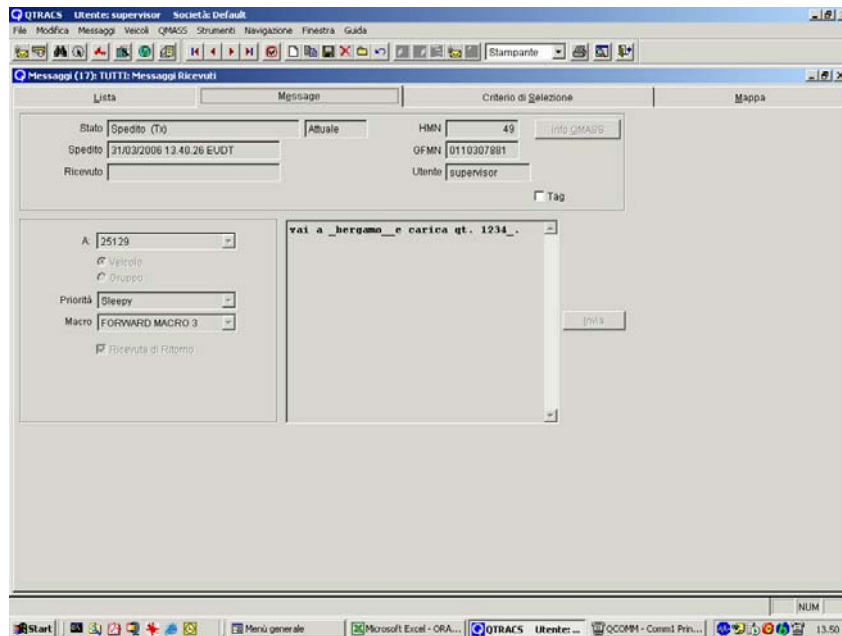 QTRACS Utente: supervisor Società: Default
File Modifica Messaggi Veicoli QMASS Strumenti Navigazione Finestra Guida
Stampante
Messaggi (17): TUTTI: Messaggi Ricevuti
Lista Message Criterio di Selezione Mappa
Stato Spedito (Tx) Attuale HMN 49 Info QMASS
Spedito 31/03/2006 13.40.26 EUDT GFMN 0110307881
Ricevuto Utente supervisor
Tag
A: 25129
Veicolo
Gruppo
Priorità Sleepy
Macro FORWARD MACRO 3
Ricevuta di Ritorno
vai a _bergamo__e carica qt. 1234_.
Invia
NUM
Start Menù generale Microsoft Excel - ORA... QTRACS Utente: ... QCOMM - Comm1 Prin... 13.50